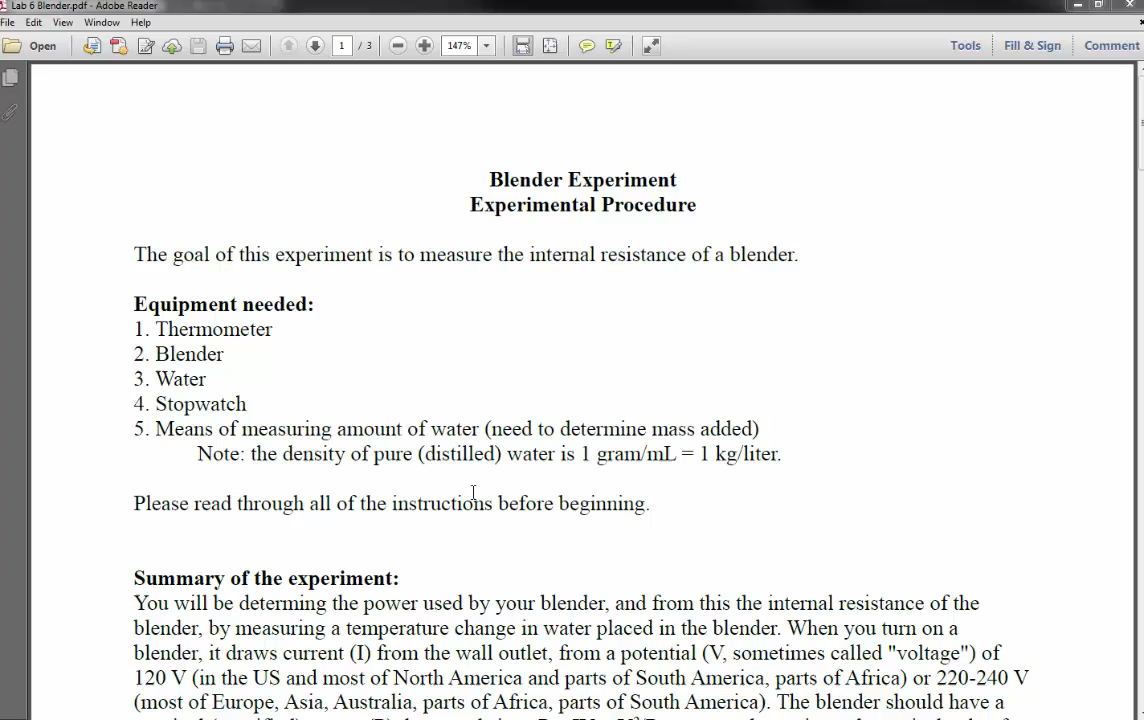 Lab 6 Blender.pdf - Adobe Reader
File Edit View Window Help
Open 1 / 3 147% Tools Fill & Sign Comment
Blender Experiment
Experimental Procedure
The goal of this experiment is to measure the internal resistance of a blender.
Equipment needed:
1. Thermometer
2. Blender
3. Water
4. Stopwatch
5. Means of measuring amount of water (need to determine mass added)
Note: the density of pure (distilled) water is 1 gram/mL = 1 kg/liter.
Please read through all of the instructions before beginning.
Summary of the experiment:
You will be determining the power used by your blender, and from this the internal resistance of the
blender, by measuring a temperature change in water placed in the blender. When you turn on a
blender, it draws current (I) from the wall outlet, from a potential (V, sometimes called "voltage") of
120 V (in the US and most of North America and parts of South America, parts of Africa) or 220-240 V
(most of Europe, Asia, Australia, parts of Africa, parts of South America). The blender should have a